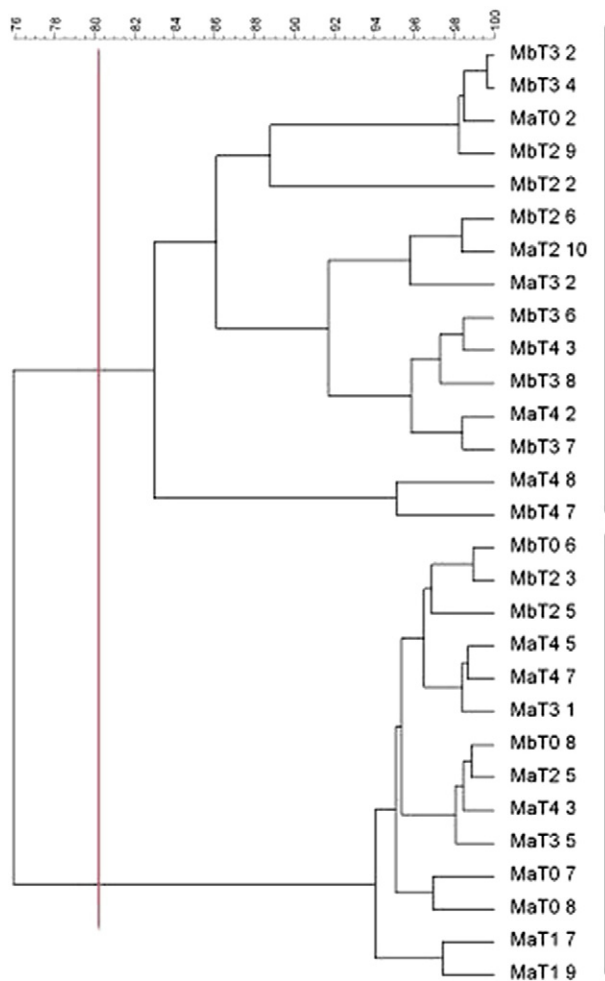 76 78 80 82 84 86 88 90 92 94 96 98 100
MbT3 2
MbT3 4
MaT0 2
MbT2 9
MbT2 2
MbT2 6
MaT2 10
MaT3 2
MbT3 6
MbT4 3
MbT3 8
MaT4 2
MbT3 7
MaT4 8
MbT4 7
MbT0 6
MbT2 3
MbT2 5
MaT4 5
MaT4 7
MaT3 1
MbT0 8
MaT2 5
MaT4 3
MaT3 5
MaT0 7
MaT0 8
MaT1 7
MaT1 9